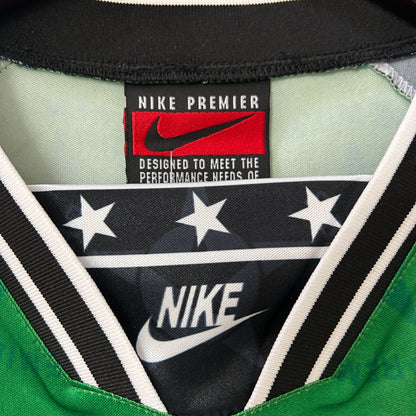 NIKE PREMIER
DESIGNED TO MEET THE
PERFORMANCE NEEDS OF
NIKE